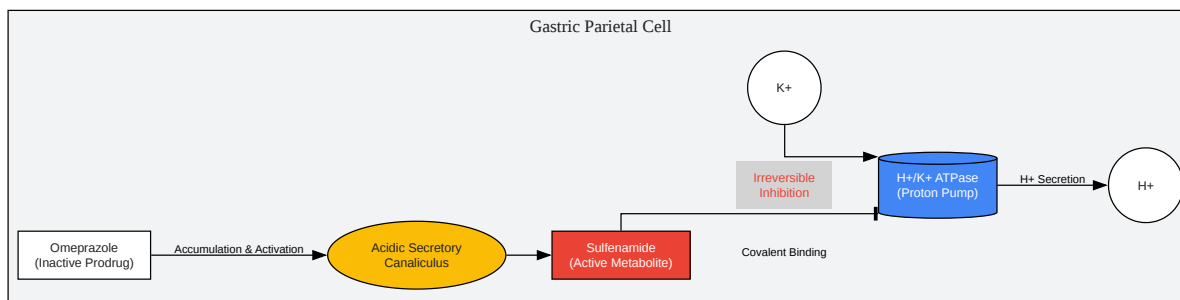 Gastric Parietal Cell
K+
Irreversible
Inhibition
H+/K+ ATPase
(Proton Pump)
H+ Secretion
H+
Omeprazole
(Inactive Prodrug)
Accumulation & Activation
Acidic Secretory
Canaliculus
Sulfenamide
(Active Metabolite)
Covalent Binding